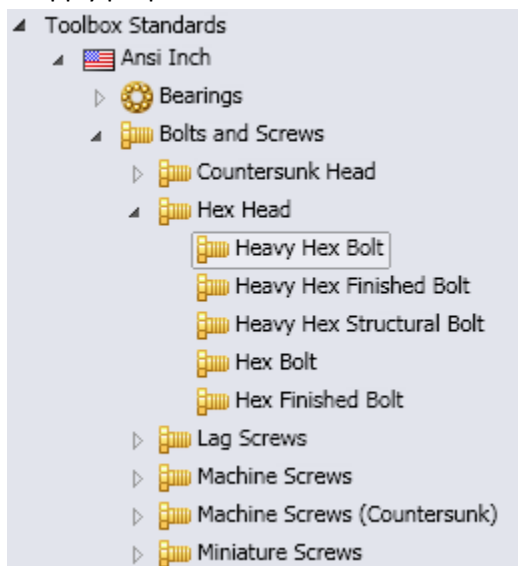 Toolbox Standards
Ansi Inch
Bearings
Bolts and Screws
Countersunk Head
Hex Head
Heavy Hex Bolt
Heavy Hex Finished Bolt
Heavy Hex Structural Bolt
Hex Bolt
Hex Finished Bolt
Lag Screws
Machine Screws
Machine Screws (Countersunk)
Miniature Screws